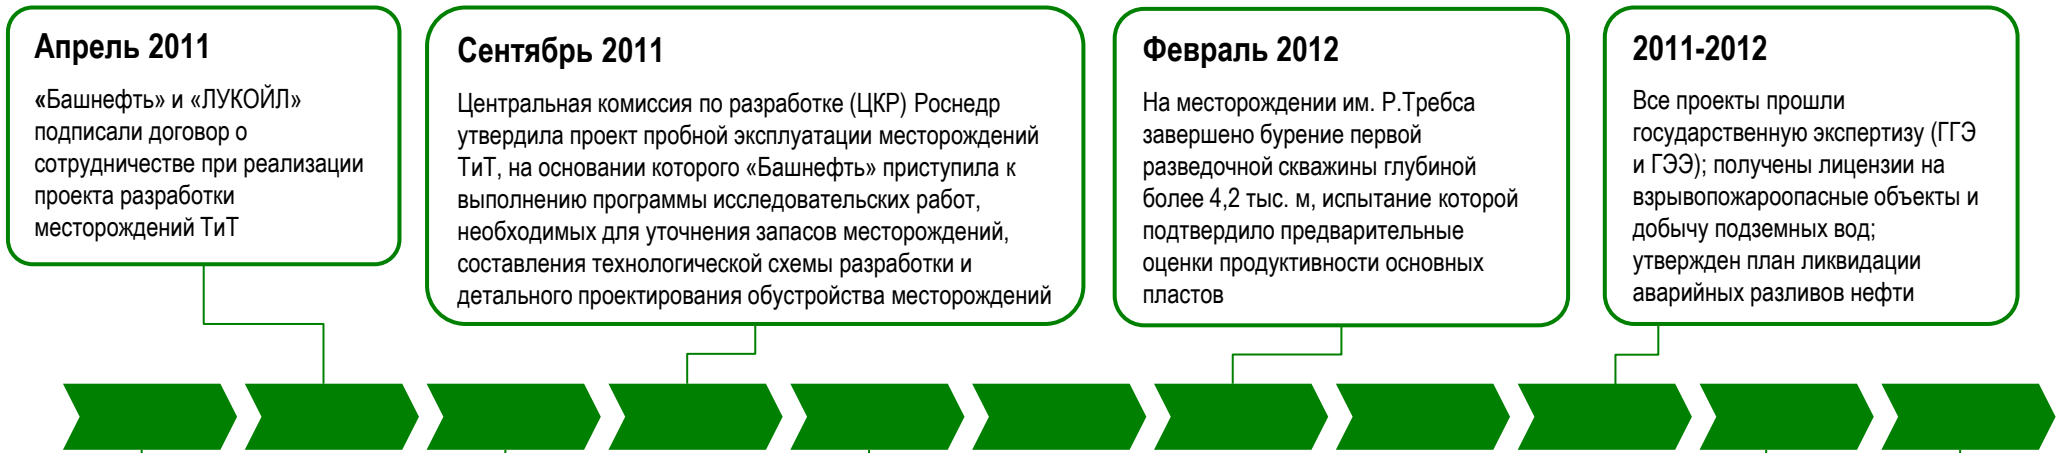 Апрель 2011
«Башнефть» и «ЛУКОЙЛ»
подписали договор о
сотрудничестве при реализации
проекта разработки
месторождений ТиТ
Сентябрь 2011
Центральная комиссия по разработке (ЦКР) Роснедр
утвердила проект пробной эксплуатации месторождений
ТиТ, на основании которого «Башнефть» приступила к
выполнению программы исследовательских работ,
необходимых для уточнения запасов месторождений,
составления технологической схемы разработки и
детального проектирования обустройства месторождений
Февраль 2012
На месторождении им. Р.Требса
завершено бурение первой
разведочной скважины глубиной
более 4,2 тыс. м, испытание которой
подтвердило предварительные
оценки продуктивности основных
пластов
2011-2012
Все проекты прошли
государственную экспертизу (ГГЭ
и ГЭЭ); получены лицензии на
взрывопожароопасные объекты и
добычу подземных вод;
утвержден план ликвидации
аварийных разливов нефти